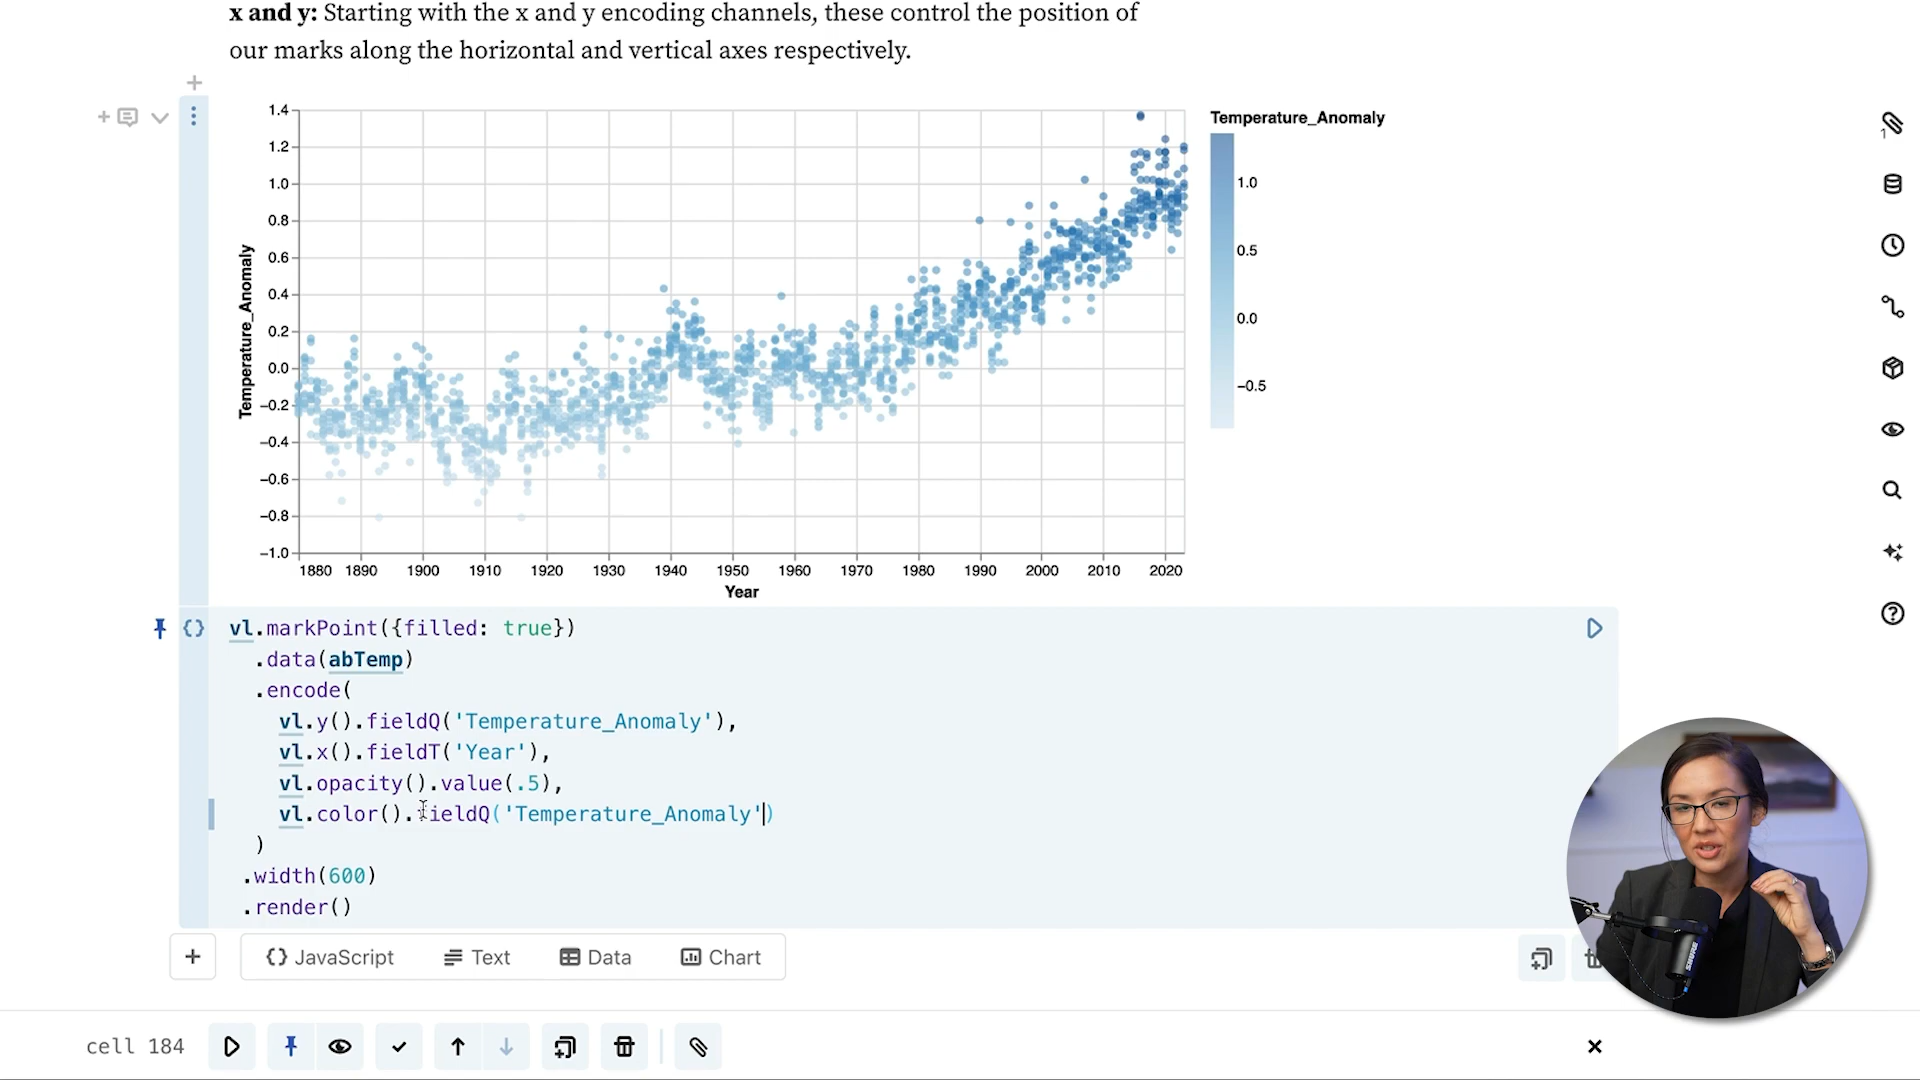 x and y: Starting with the x and y encoding channels, these control the position of
our marks along the horizontal and vertical axes respectively.
1.4
1.2
1.0
0.8
0.6
0.4
0.2
0.0
−0.2
−0.4
−0.6
−0.8
−1.0
Temperature_Anomaly
1880 1890 1900 1910 1920 1930 1940 1950 1960 1970 1980 1990 2000 2010 2020
Year
Temperature_Anomaly
1.0
0.5
0.0
−0.5
1
vl.markPoint({filled: true})
.data(abTemp)
.encode(
vl.y().fieldQ('Temperature_Anomaly'),
vl.x().fieldT('Year'),
vl.opacity().value(.5),
vl.color().fieldQ('Temperature_Anomaly')
)
.width(600)
.render()
JavaScript Text Data Chart
cell 184